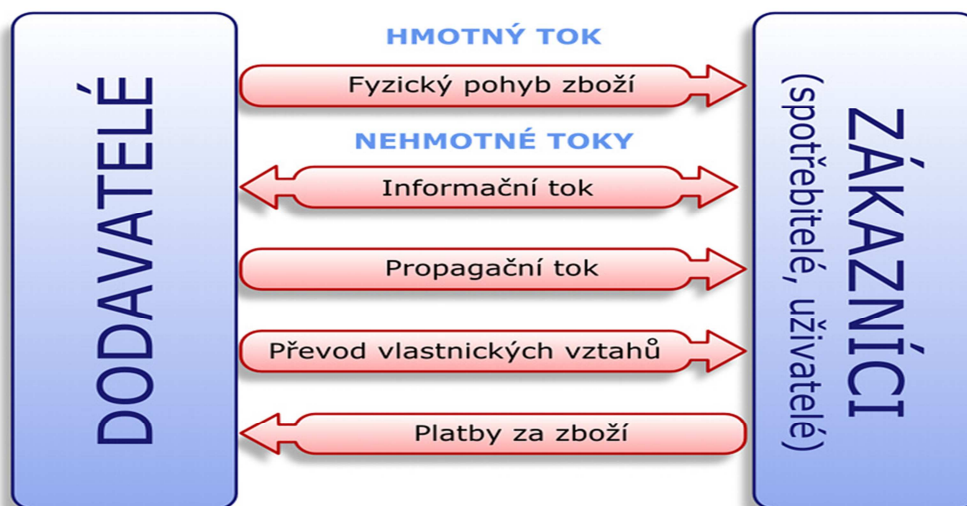 DODAVATELÉ
HMOTNÝ TOK
Fyzický pohyb zboží
NEHMOTNÉ TOKY
Informační tok
Propagační tok
Převod vlastnických vztahů
Platby za zboží
ZÁKAZNÍCI
(spotřebitelé, uživatelé)